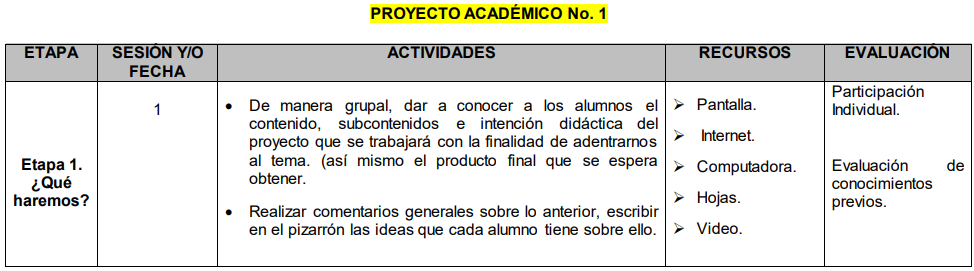 PROYECTO ACADÉMICO No. 1
ETAPA
SESIÓN Y/O
FECHA
ACTIVIDADES
RECURSOS
EVALUACIÓN
Etapa 1.
¿Qué
haremos?
1
• De manera grupal, dar a conocer a los alumnos el
contenido, subcontenidos e intención didáctica del
proyecto que se trabajará con la finalidad de adentrarnos
al tema. (así mismo el producto final que se espera
obtener.
• Realizar comentarios generales sobre lo anterior, escribir
en el pizarrón las ideas que cada alumno tiene sobre ello.
➢ Pantalla.
➢ Internet.
➢ Computadora.
➢ Hojas.
➢ Video.
Participación
Individual.
Evaluación de
conocimientos
previos.